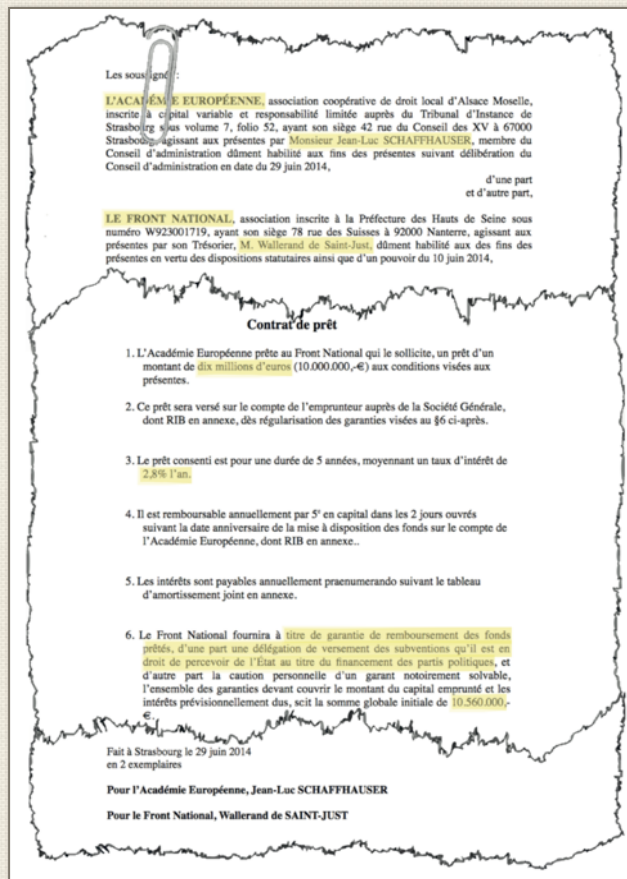 Les soussignés :
L'ACADÉMIE EUROPÉENNE, association coopérative de droit local d'Alsace Moselle,
inscrite à capital variable et responsabilité limitée auprès du Tribunal d'Instance de
Strasbourg sous volume 7, folio 52, ayant son siège 42 rue du Conseil des XV à 67000
Strasbourg, agissant aux présentes par Monsieur Jean-Luc SCHAFFHAUSER, membre du
Conseil d'administration dûment habilité aux fins des présentes suivant délibération du
Conseil d'administration en date du 29 juin 2014,
d'une part
et d'autre part,
LE FRONT NATIONAL, association inscrite à la Préfecture des Hauts de Seine sous
numéro W923001719, ayant son siège 78 rue des Suisses à 92000 Nanterre, agissant aux
présentes par son Trésorier, M. Wallerand de Saint-Just, dûment habilité aux des fins des
présentes en vertu des dispositions statutaires ainsi que d'un pouvoir du 10 juin 2014,
Contrat de prêt
1. L'Académie Européenne prête au Front National qui le sollicite, un prêt d'un
montant de dix millions d'euros (10.000.000,-€) aux conditions visées aux
présentes.
2. Ce prêt sera versé sur le compte de l'emprunteur auprès de la Société Générale,
dont RIB en annexe, dès régularisation des garanties visées au §6 ci-après.
3. Le prêt consenti est pour une durée de 5 années, moyennant un taux d'intérêt de
2,8% l'an.
4. Il est remboursable annuellement par 5e en capital dans les 2 jours ouvrés
suivant la date anniversaire de la mise à disposition des fonds sur le compte de
l'Académie Européenne, dont RIB en annexe..
5. Les intérêts sont payables annuellement praenumerando suivant le tableau
d'amortissement joint en annexe.
6. Le Front National fournira à titre de garantie de remboursement des fonds
prêtés, d'une part une délégation de versement des subventions qu'il est en
droit de percevoir de l'État au titre du financement des partis politiques, et
d'autre part la caution personnelle d'un garant notoirement solvable,
l'ensemble des garanties devant couvrir le montant du capital emprunté et les
intérêts prévisionnellement dus, scit la somme globale initiale de 10.560.000,-
€.
Fait à Strasbourg le 29 juin 2014
en 2 exemplaires
Pour l'Académie Européenne, Jean-Luc SCHAFFHAUSER
Pour le Front National, Wallerand de SAINT-JUST